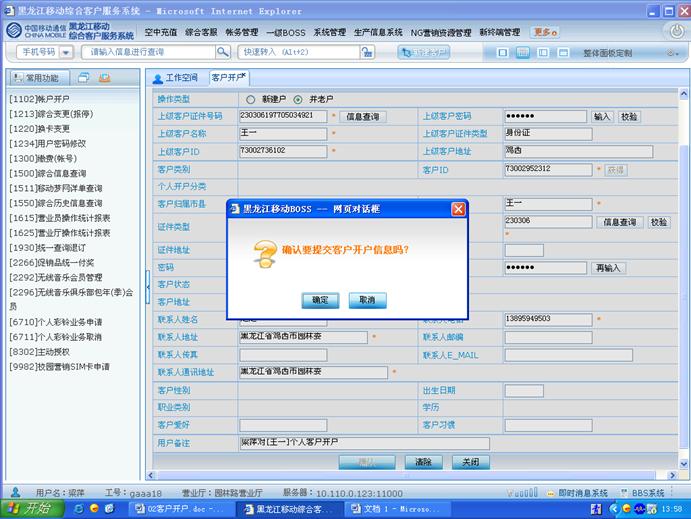 黑龙江移动综合客户服务系统 - Microsoft Internet Explorer
中国移动通信 CHINA MOBILE 黑龙江移动 综合客户服务系统
空中充值 综合客服 帐务管理 一级BOSS 系统管理 生产信息系统 NG营销资源管理 新终端管理 更多
手机号码 请输入信息进行查询 快速转入 (Alt+2) 新建客户 整体面板定制
常用功能
[1102]帐户开户
[1213]综合变更(报停)
[1220]换卡变更
[1234]用户密码修改
[1300]缴费(帐号)
[1500]综合信息查询
[1511]移动梦网详单查询
[1550]综合历史信息查询
[1615]营业员操作统计报表
[1625]营业厅操作统计报表
[1930]统一查询退订
[2266]促销品统一付奖
[2292]无线音乐会员管理
[2296]无线音乐俱乐部包年(季)会员
[6710]个人彩铃业务申请
[6711]个人彩铃业务取消
[8302]主动授权
[9982]校园营销SIM卡申请
工作空间 客户开户
操作类型 新建户 并老户
上级客户证件号码 230306197705034921 * 信息查询 上级客户密码 ●●●●●● 输入 校验
上级客户名称 王一 * 上级客户证件类型 身份证
上级客户ID 73002736102 * 上级客户地址 鸡西
客户类别 客户ID 73002952312 * 获得
个人开户分类
客户归属市县 王一 *
证件类型 230306 信息查询 校验
*
证件地址
密码 ●●●●●● 再输入
客户状态
客户地址
黑龙江移动BOSS -- 网页对话框
确认要提交客户开户信息吗?
确定 取消
联系人姓名 * 13895949503 *
联系人地址 黑龙江省鸡西市园林委 * 联系人邮编
联系人传真 联系人E_MAIL
联系人通讯地址 黑龙江省鸡西市园林委 *
客户性别 出生日期
职业类别 学历
客户爱好 客户习惯
用户备注 梁萍对[王一]个人客户开户
确认 清除 关闭
用户名：梁萍 工号：gaaa18 营业厅：园林路营业厅 服务器：10.110.0.123:11000 即时消息系统 BBS系统
开始 02客户开户.doc -... 黑龙江移动综合客... 文档 1 - Microso... 13:58